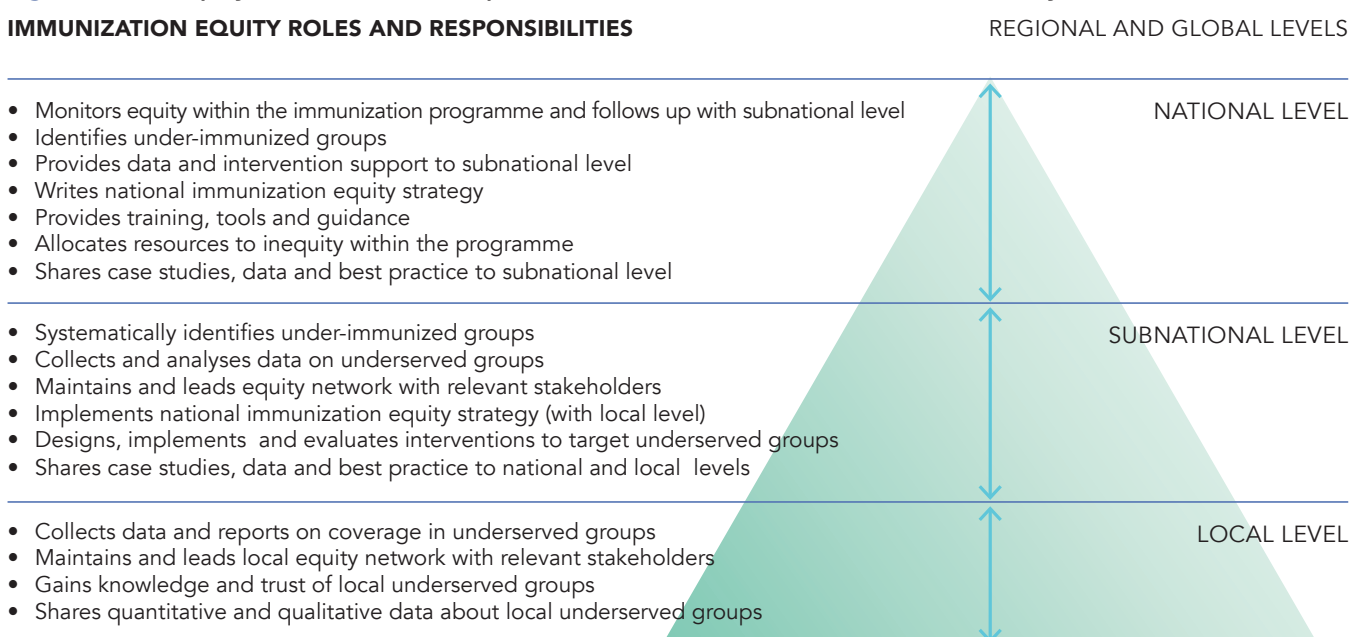 IMMUNIZATION EQUITY ROLES AND RESPONSIBILITIES
REGIONAL AND GLOBAL LEVELS
• Monitors equity within the immunization programme and follows up with subnational level
• Identifies under-immunized groups
• Provides data and intervention support to subnational level
• Writes national immunization equity strategy
• Provides training, tools and guidance
• Allocates resources to inequity within the programme
• Shares case studies, data and best practice to subnational level
NATIONAL LEVEL
• Systematically identifies under-immunized groups
• Collects and analyses data on underserved groups
• Maintains and leads equity network with relevant stakeholders
• Implements national immunization equity strategy (with local level)
• Designs, implements  and evaluates interventions to target underserved groups
• Shares case studies, data and best practice to national and local  levels
SUBNATIONAL LEVEL
• Collects data and reports on coverage in underserved groups
• Maintains and leads local equity network with relevant stakeholders
• Gains knowledge and trust of local underserved groups
• Shares quantitative and qualitative data about local underserved groups
LOCAL LEVEL